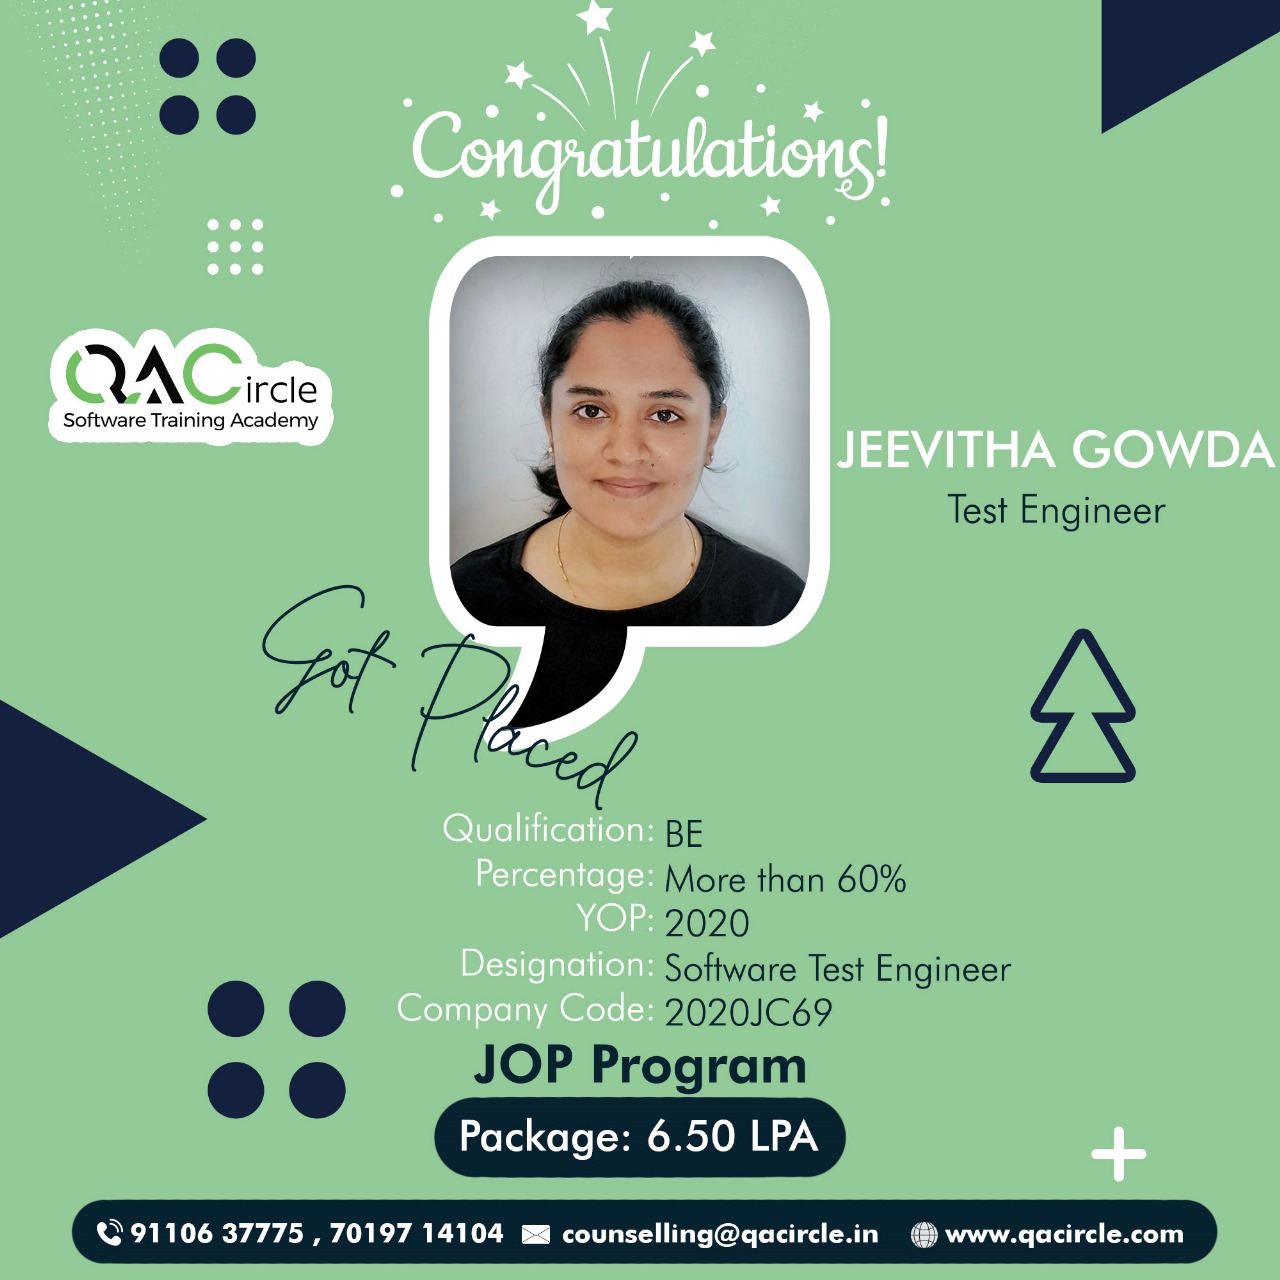 Congratulations!
QACircle
Software Training Academy
JEEVITHA GOWDA
Test Engineer
Got Placed
Qualification: BE
Percentage: More than 60%
YOP: 2020
Designation: Software Test Engineer
Company Code: 2020JC69
JOP Program
Package: 6.50 LPA
91106 37775 , 70197 14104 counselling@qacircle.in www.qacircle.com